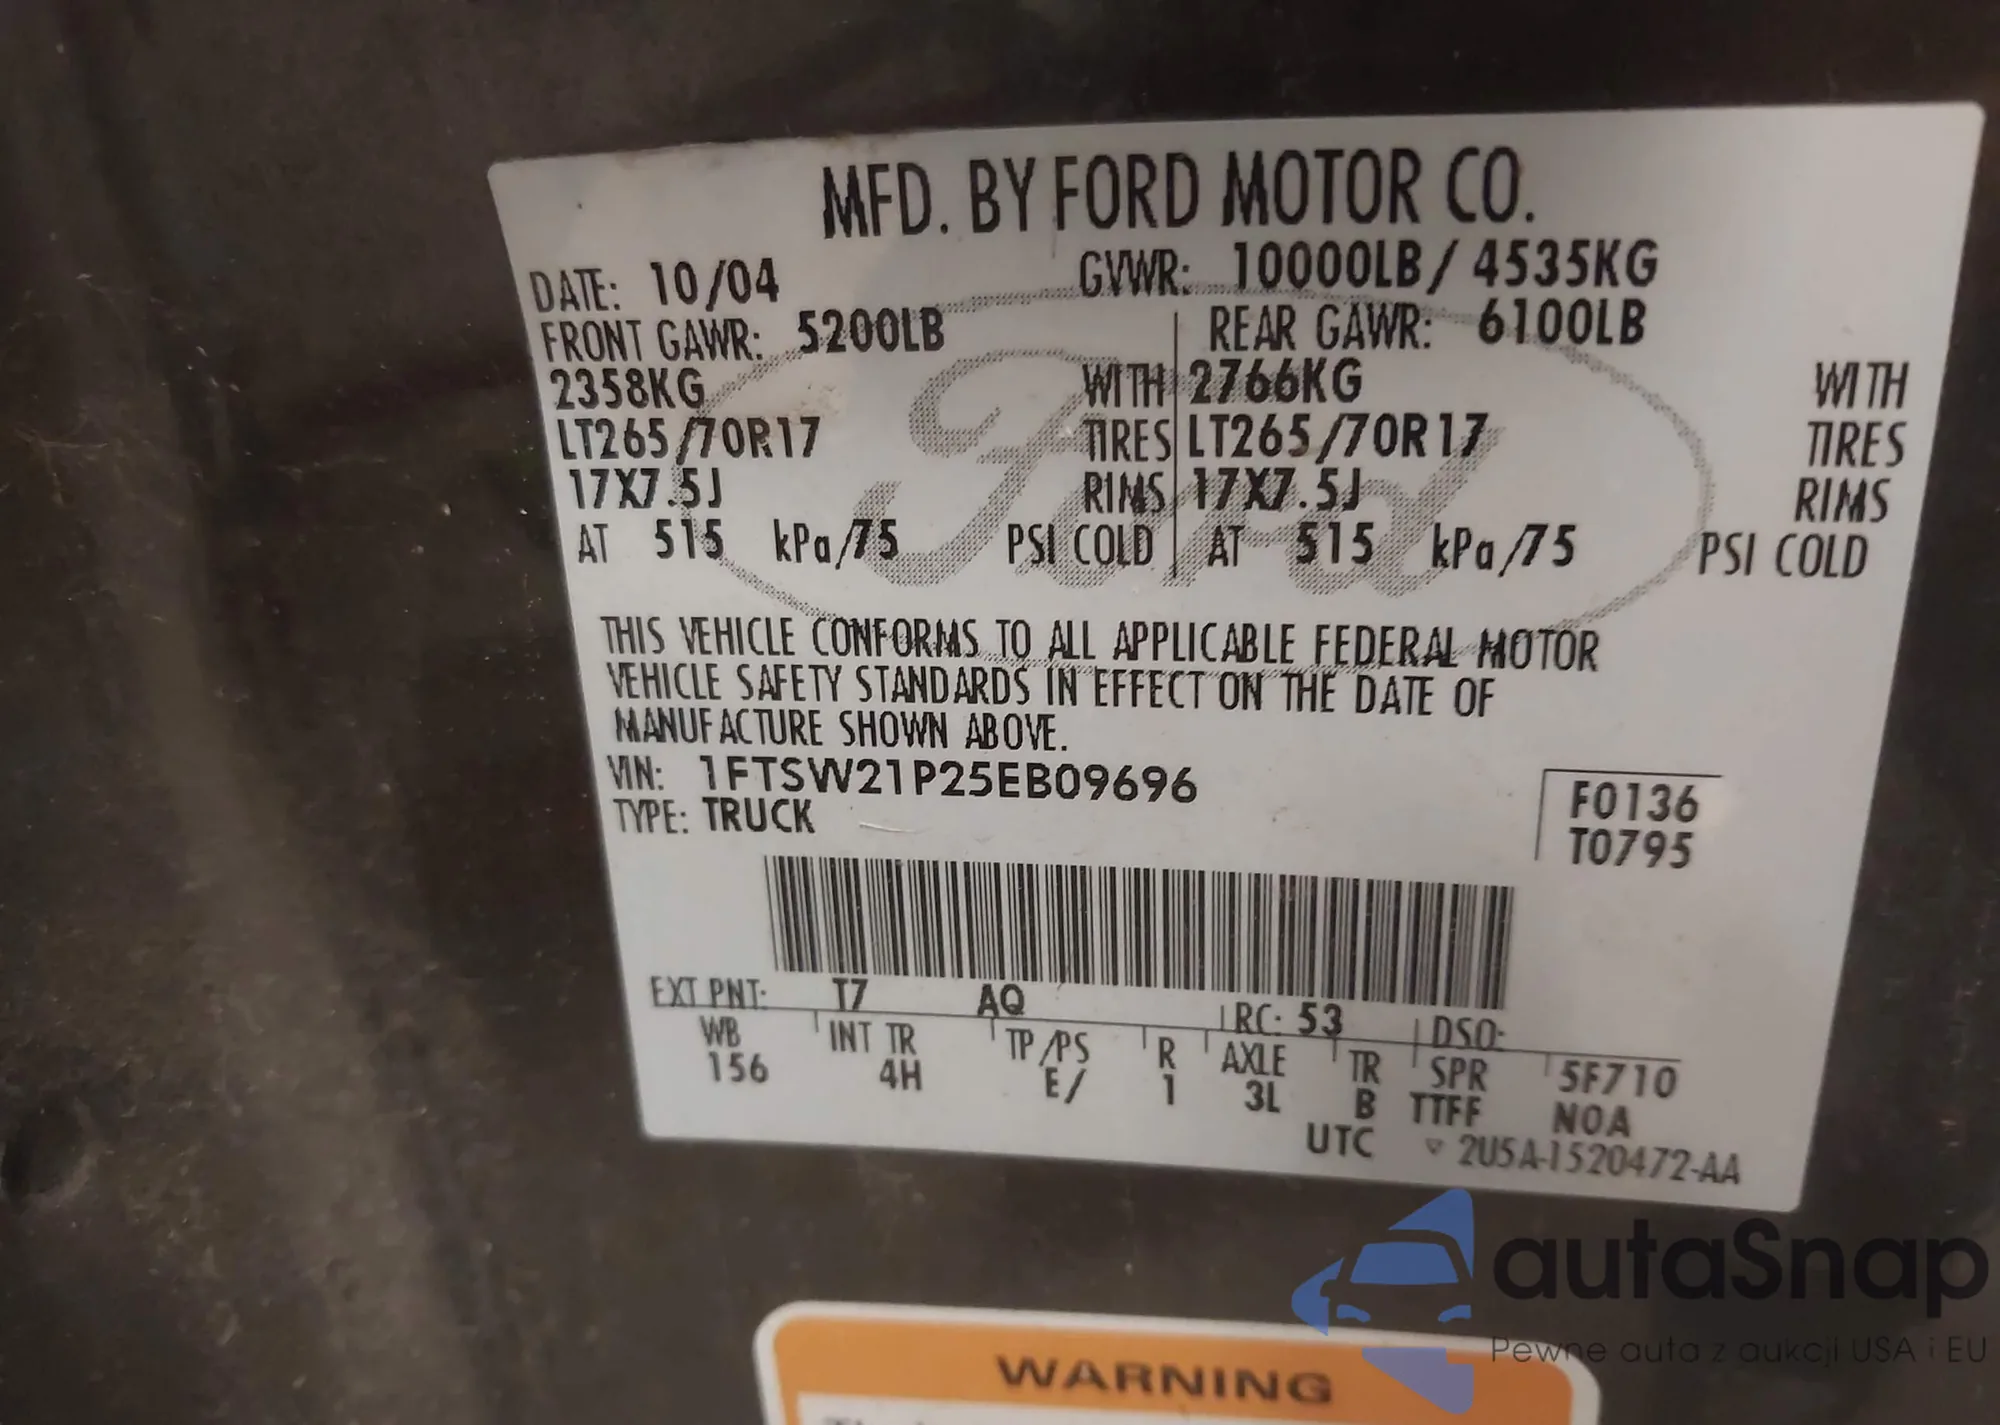 MFD. BY FORD MOTOR CO.
DATE: 10/04 GVWR: 10000LB/4535KG
FRONT GAWR: 5200LB REAR GAWR: 6100LB
2358KG WITH 2766KG WITH
LT265/70R17 TIRES LT265/70R17 TIRES
17X7.5J RIMS 17X7.5J RIMS
AT 515 kPa/75 PSI COLD AT 515 kPa/75 PSI COLD
Ford
THIS VEHICLE CONFORMS TO ALL APPLICABLE FEDERAL MOTOR
VEHICLE SAFETY STANDARDS IN EFFECT ON THE DATE OF
MANUFACTURE SHOWN ABOVE.
VIN: 1FTSW21P25EB09696
TYPE: TRUCK
F0136
T0795
EXT PNT: T7 AQ RC: 53 DSO:
WB INT TR TP/PS R AXLE TR SPR 5F710
156 4H E/ 1 3L B TTFF NOA
UTC ▽ 2U5A-1520472-AA
WARNING
autaSnap
Pewne auta z aukcji USA i EU